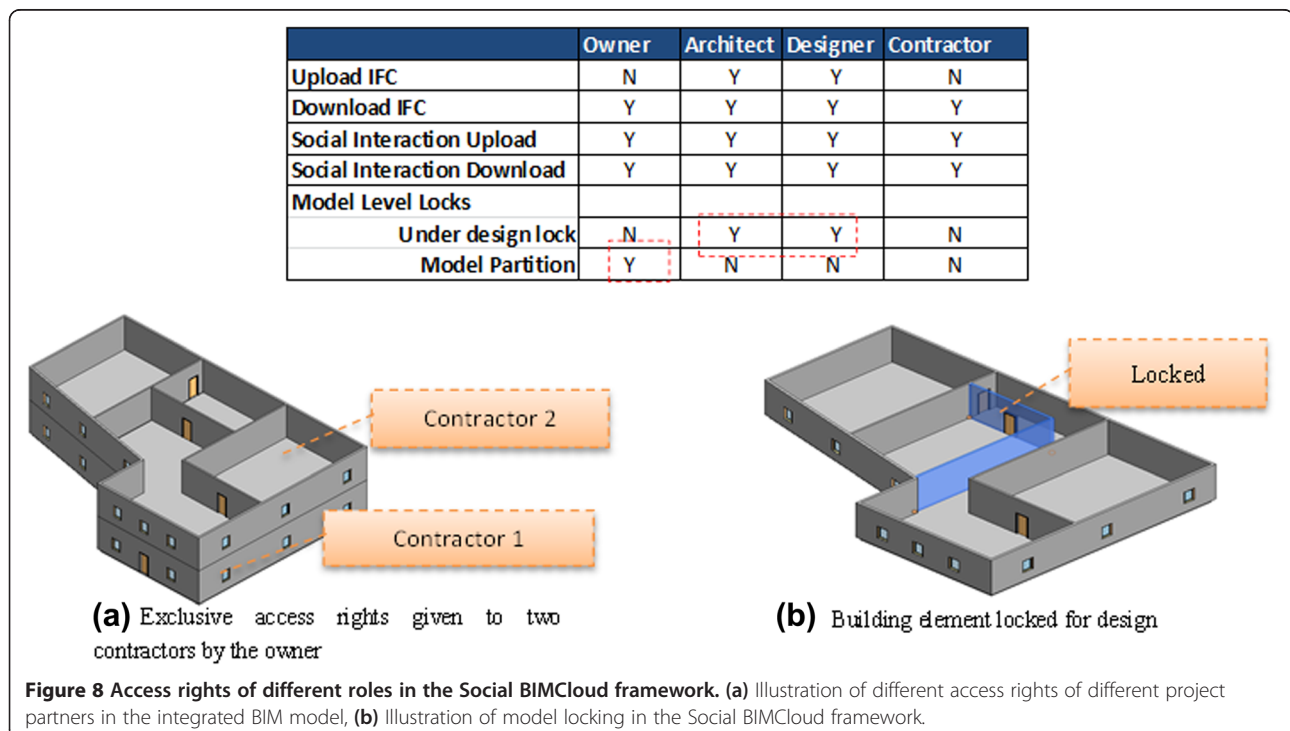 Owner Architect Designer Contractor
Upload IFC N Y Y N
Download IFC Y Y Y Y
Social Interaction Upload Y Y Y Y
Social Interaction Download Y Y Y Y
Model Level Locks
Under design lock N Y Y N
Model Partition Y N N N
Contractor 2
Contractor 1
Locked
(a) Exclusive access rights given to two
contractors by the owner
(b) Building element locked for design
Figure 8 Access rights of different roles in the Social BIMCloud framework. (a) Illustration of different access rights of different project
partners in the integrated BIM model, (b) Illustration of model locking in the Social BIMCloud framework.